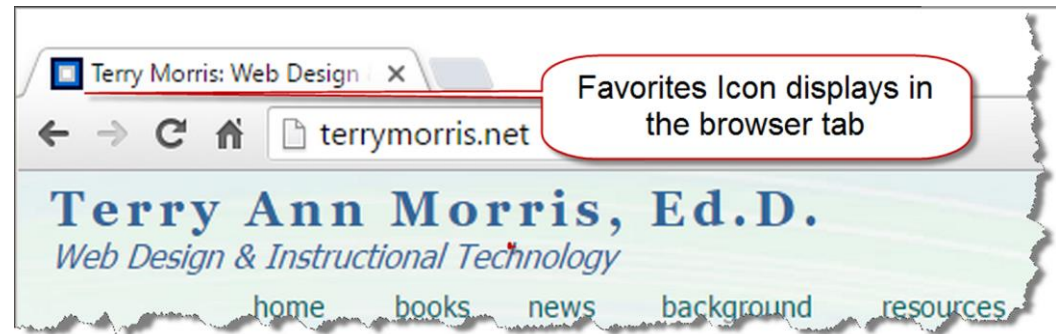 Terry Morris: Web Design
Favorites Icon displays in
the browser tab
terrymorris.net
Terry Ann Morris, Ed.D.
Web Design & Instructional Technology
home books news background resources